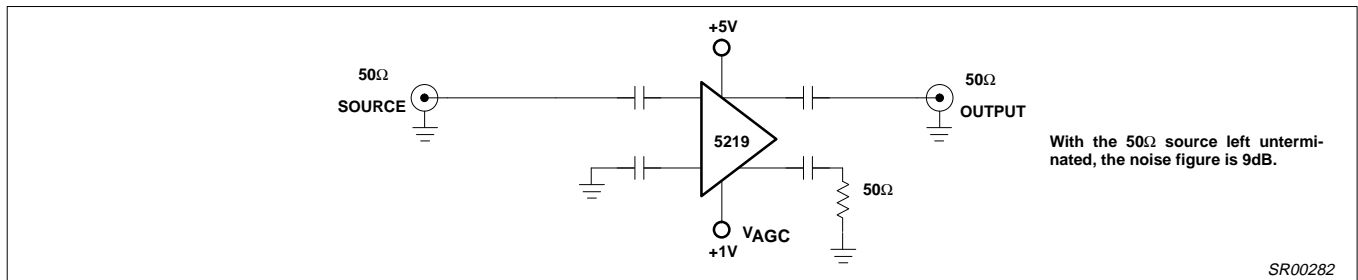 +5V
50Ω
SOURCE
50Ω
OUTPUT
5219
With the 50Ω source left untermi-
nated, the noise figure is 9dB.
50Ω
VAGC
+1V
SR00282